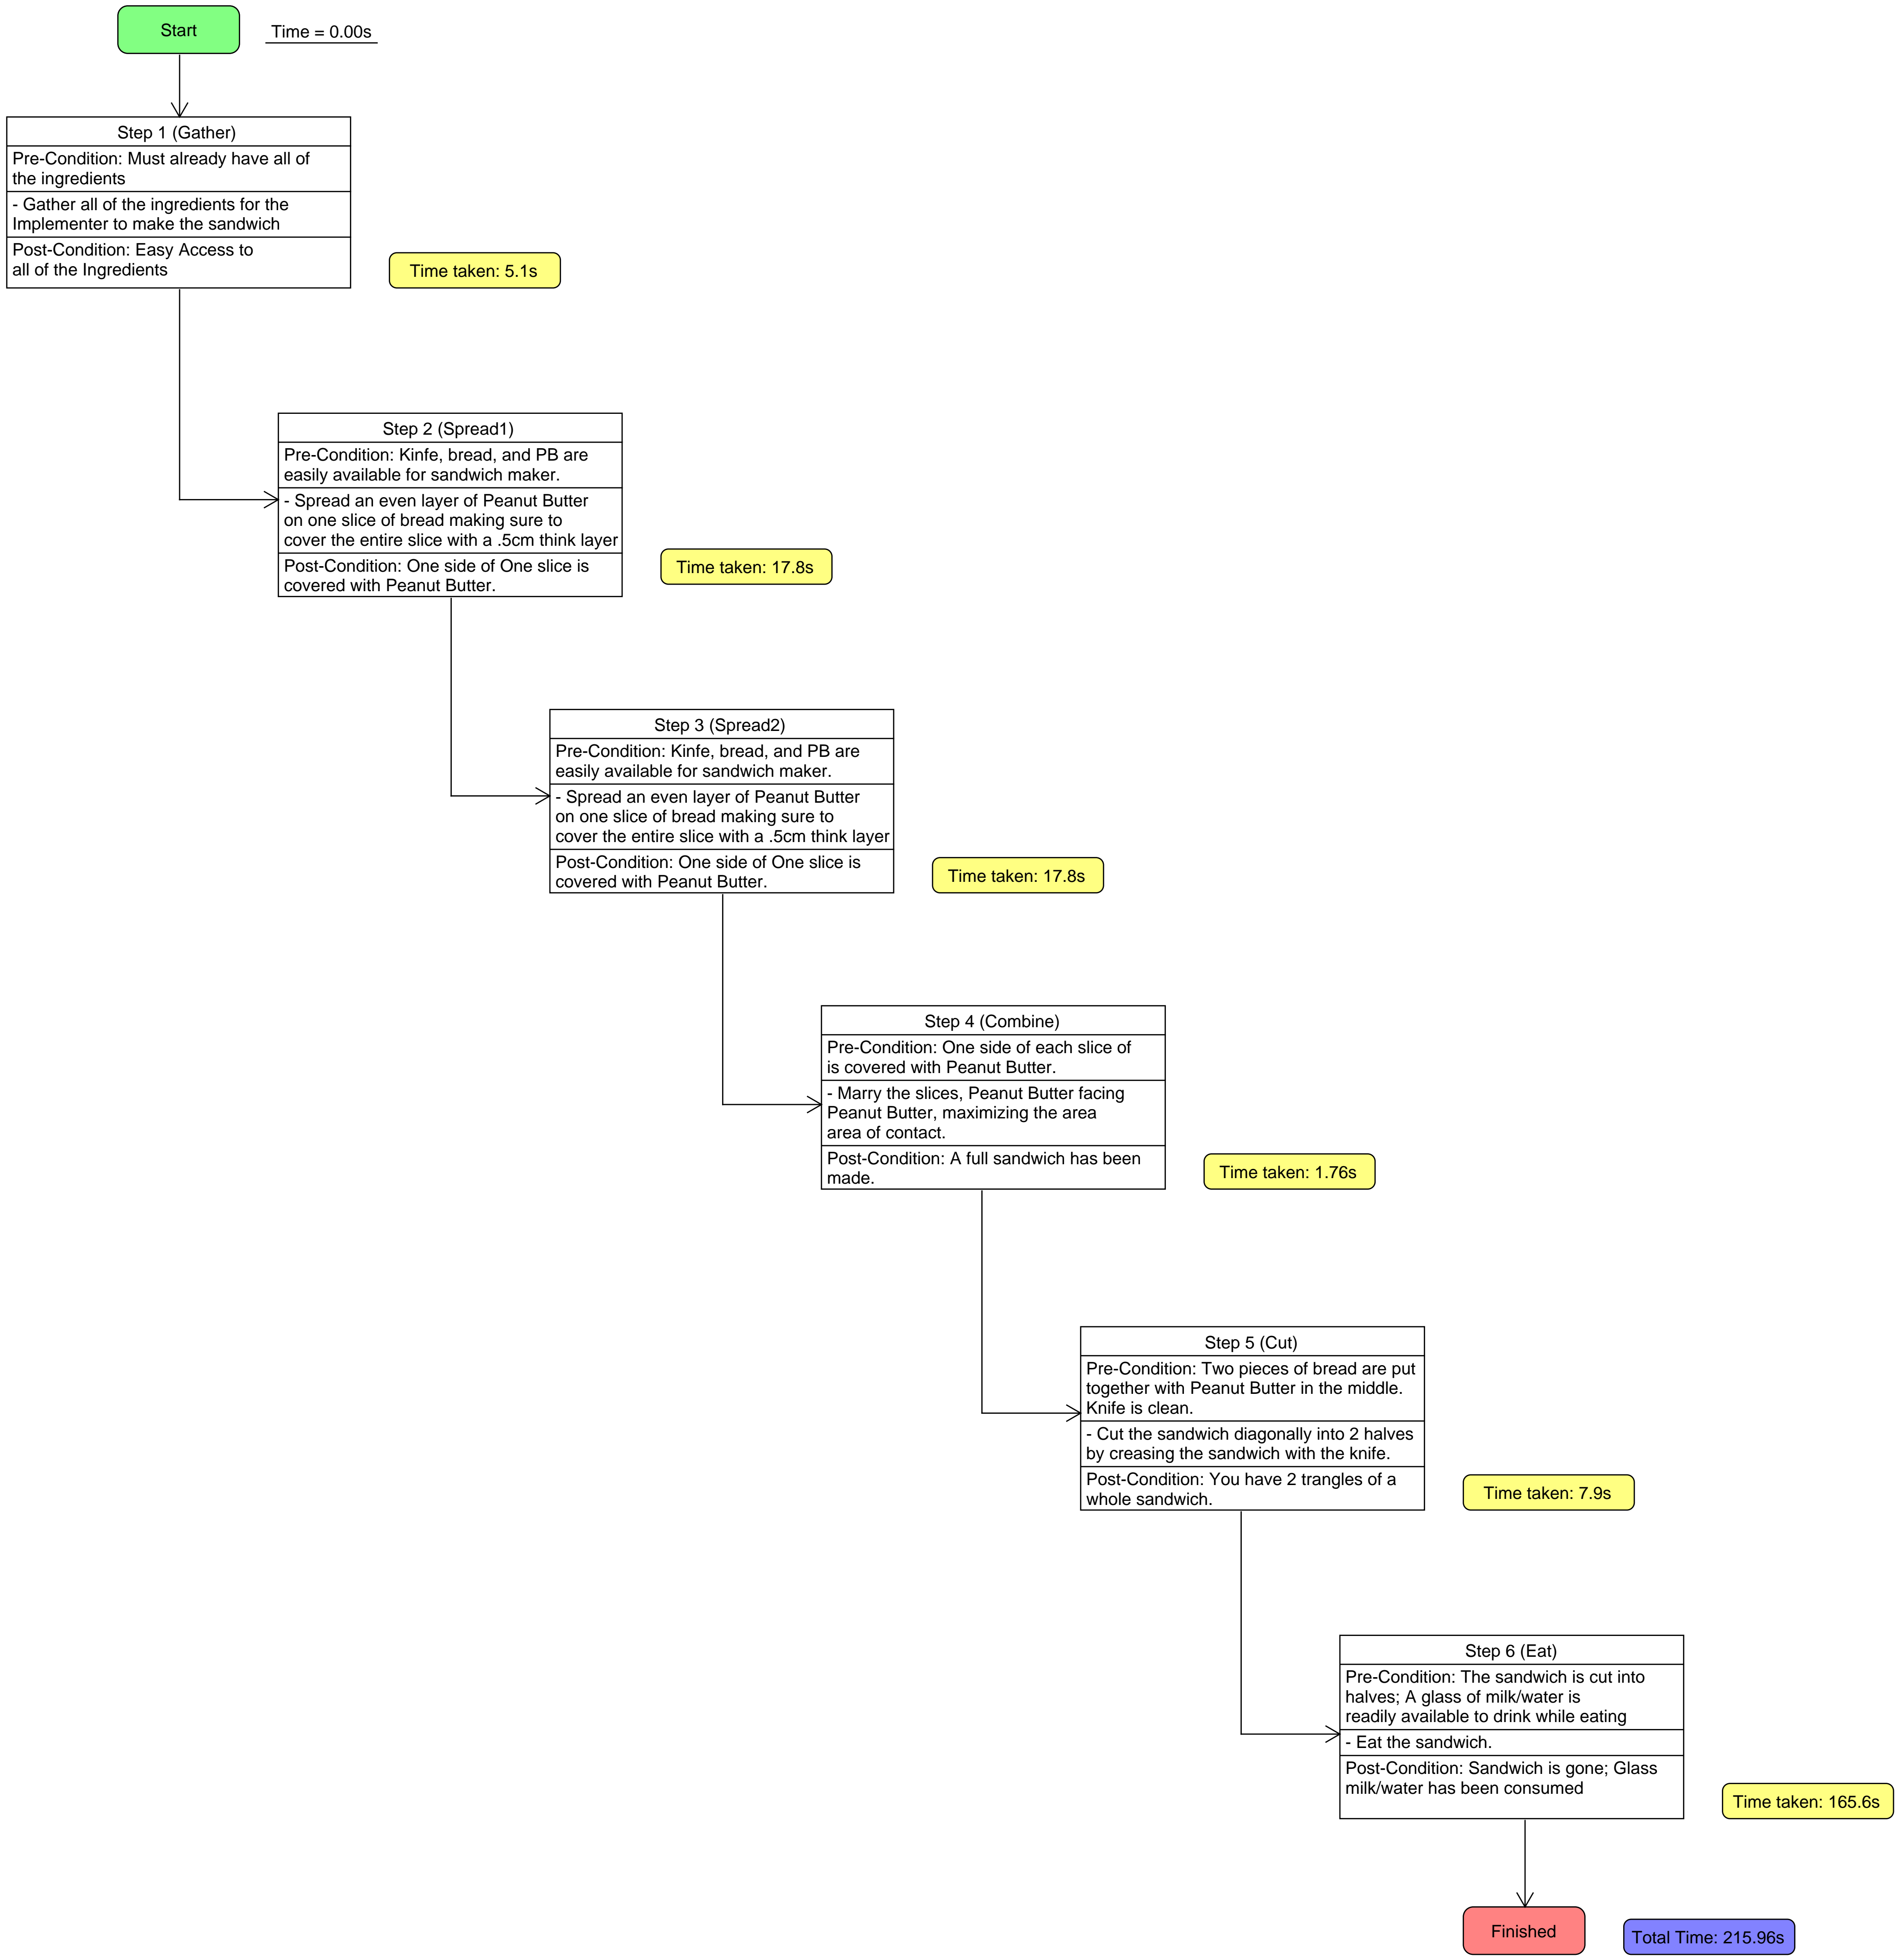 Start
Time = 0.00s
Step 1 (Gather)
Pre-Condition: Must already have all of
the ingredients
- Gather all of the ingredients for the
Implementer to make the sandwich
Post-Condition: Easy Access to
all of the Ingredients
Time taken: 5.1s
Step 2 (Spread1)
Pre-Condition: Kinfe, bread, and PB are
easily available for sandwich maker.
- Spread an even layer of Peanut Butter
on one slice of bread making sure to
cover the entire slice with a .5cm think layer
Post-Condition: One side of One slice is
covered with Peanut Butter.
Time taken: 17.8s
Step 3 (Spread2)
Pre-Condition: Kinfe, bread, and PB are
easily available for sandwich maker.
- Spread an even layer of Peanut Butter
on one slice of bread making sure to
cover the entire slice with a .5cm think layer
Post-Condition: One side of One slice is
covered with Peanut Butter.
Time taken: 17.8s
Step 4 (Combine)
Pre-Condition: One side of each slice of
is covered with Peanut Butter.
- Marry the slices, Peanut Butter facing
Peanut Butter, maximizing the area
area of contact.
Post-Condition: A full sandwich has been
made.
Time taken: 1.76s
Step 5 (Cut)
Pre-Condition: Two pieces of bread are put
together with Peanut Butter in the middle.
Knife is clean.
- Cut the sandwich diagonally into 2 halves
by creasing the sandwich with the knife.
Post-Condition: You have 2 trangles of a
whole sandwich.
Time taken: 7.9s
Step 6 (Eat)
Pre-Condition: The sandwich is cut into
halves; A glass of milk/water is
readily available to drink while eating
- Eat the sandwich.
Post-Condition: Sandwich is gone; Glass
milk/water has been consumed
Time taken: 165.6s
Finished
Total Time: 215.96s